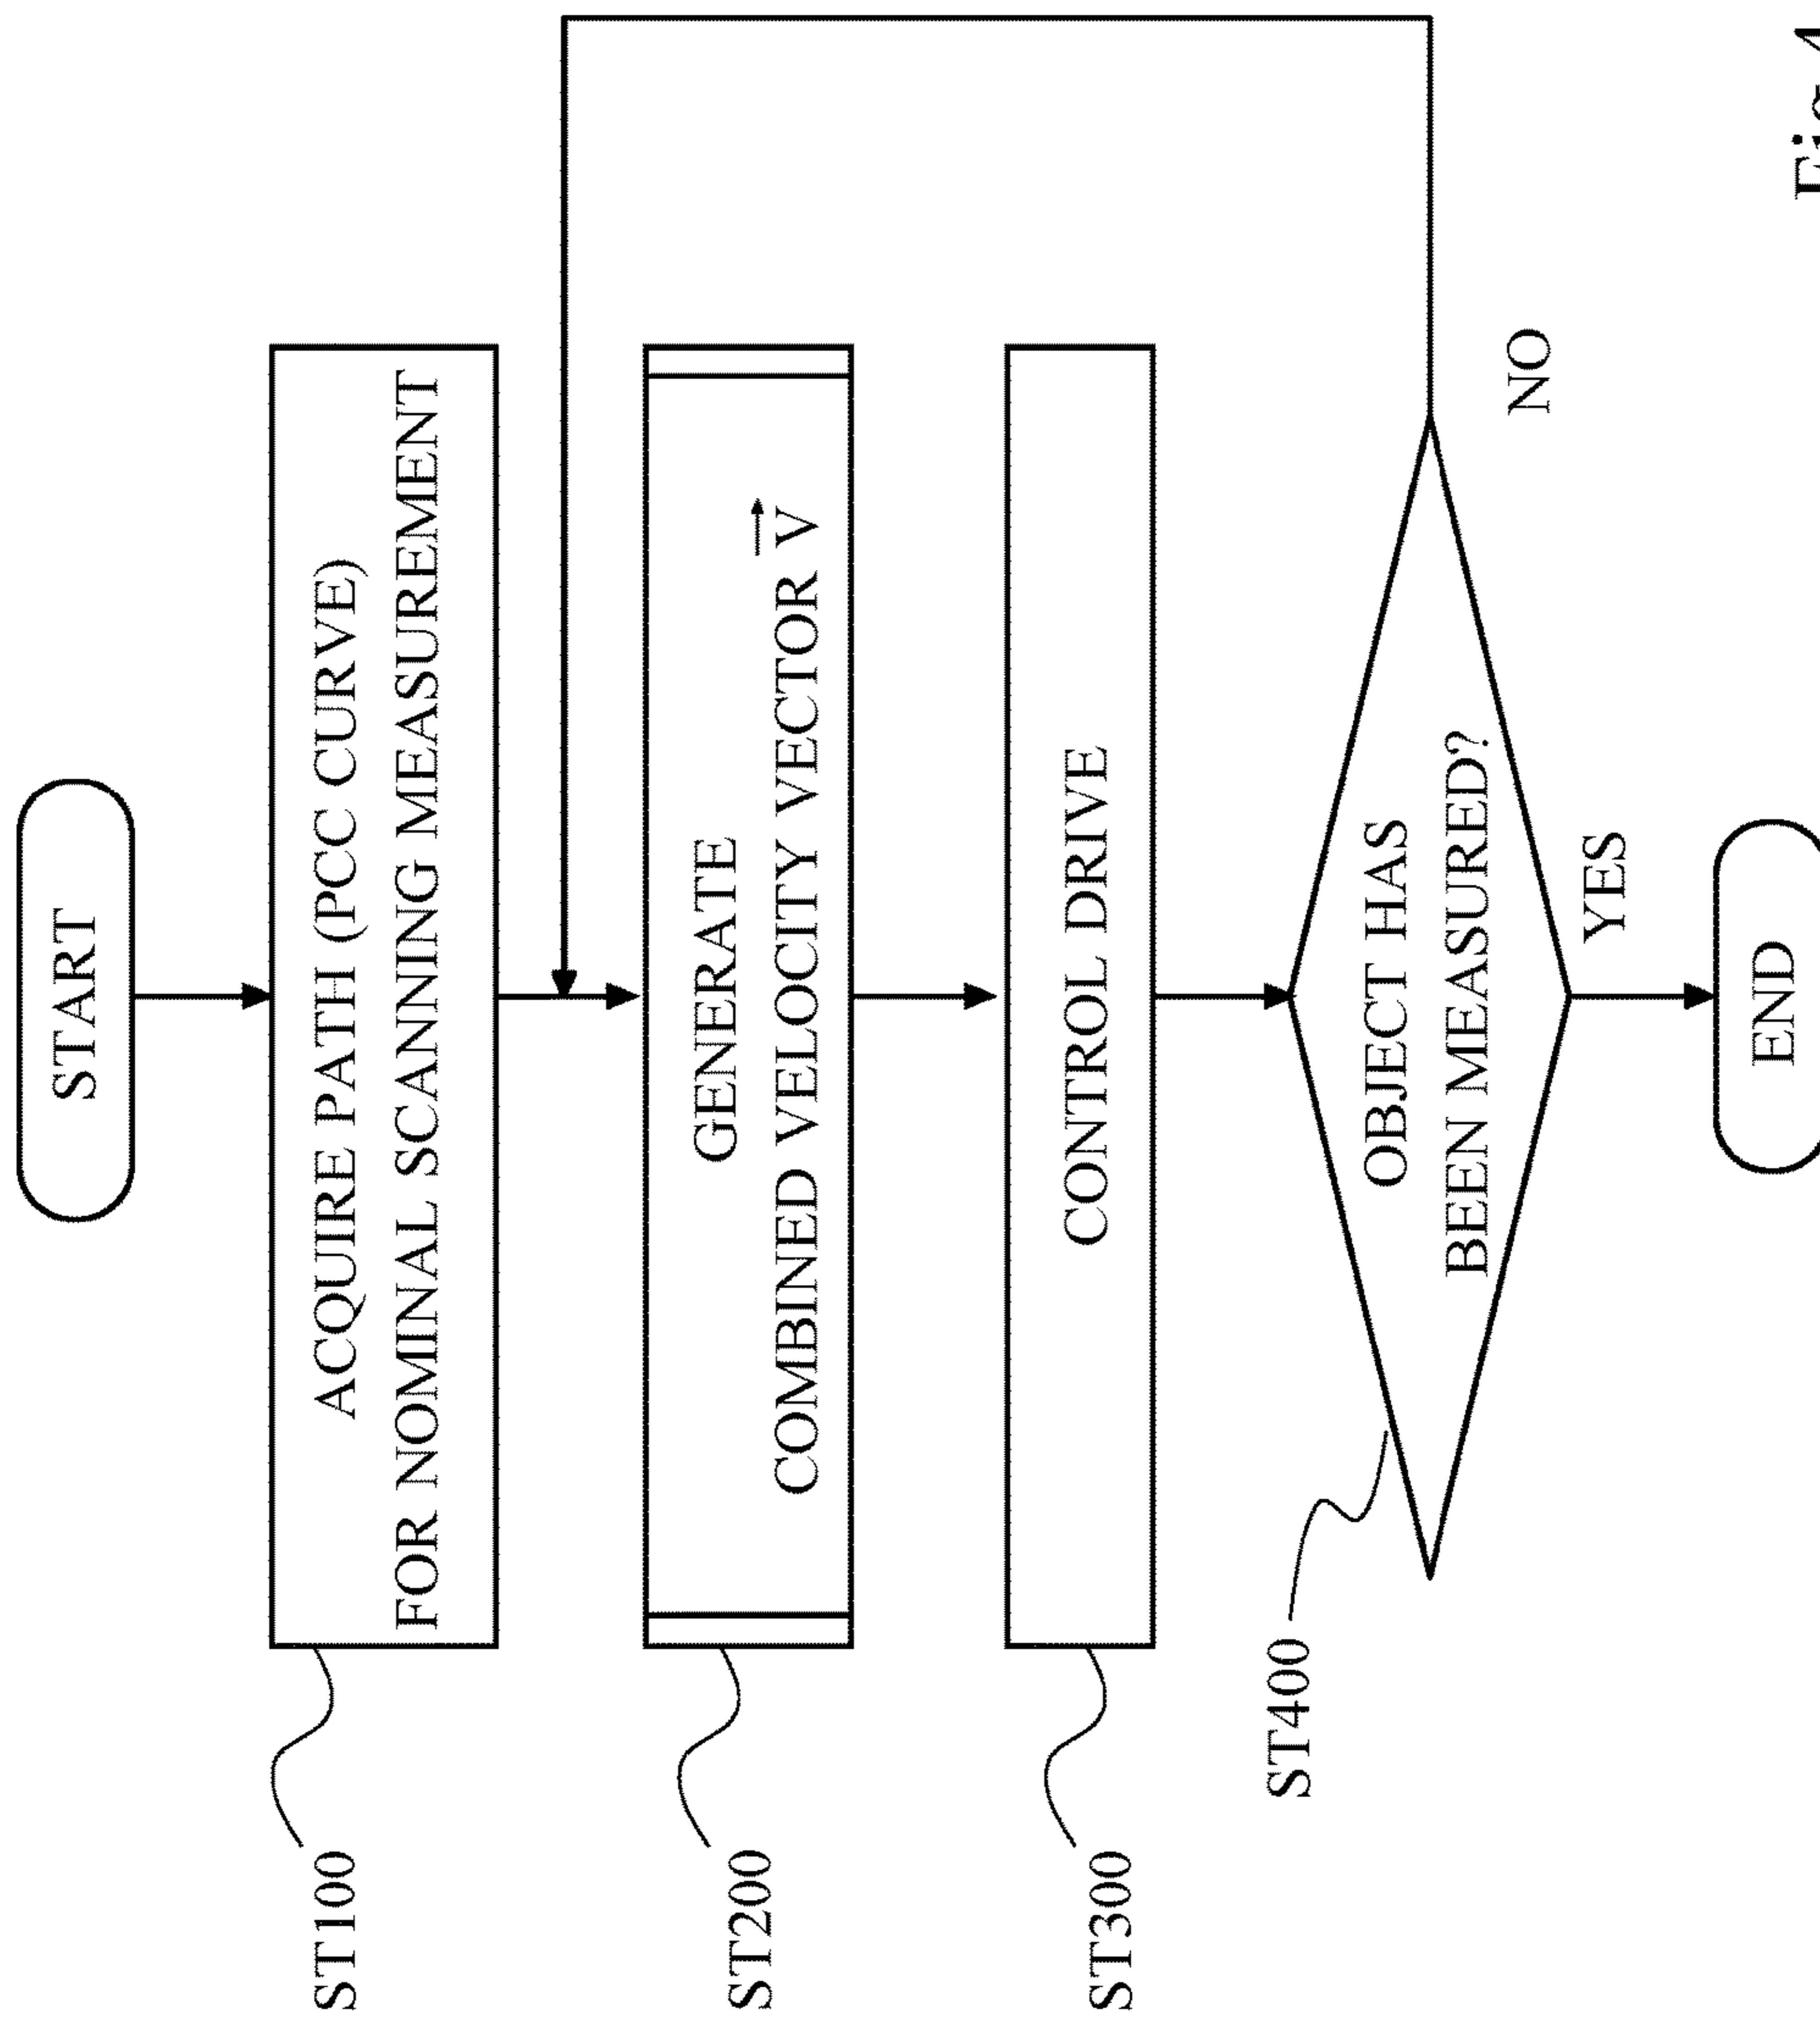 START
ST100
ACQUIRE PATH (PCC CURVE)
FOR NOMINAL SCANNING MEASUREMENT
ST200
GENERATE
COMBINED VELOCITY VECTOR V
ST300
CONTROL DRIVE
ST400
OBJECT HAS
BEEN MEASURED?
NO
YES
END